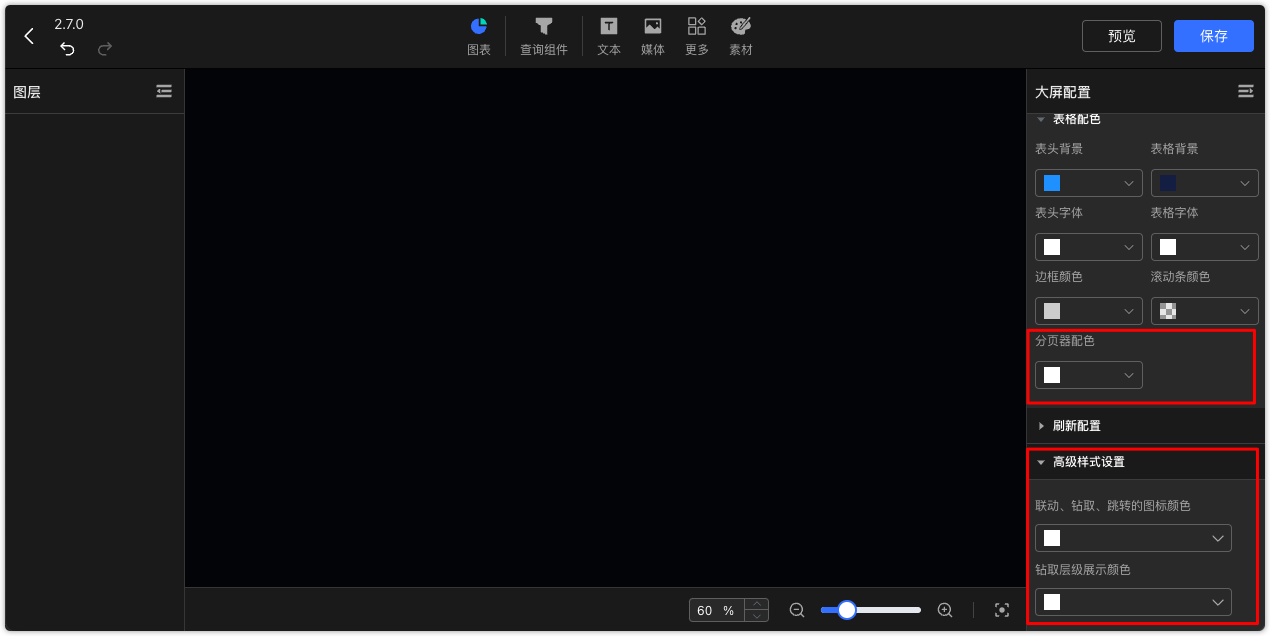 2.7.0
图表
查询组件
文本
媒体
更多
素材
预览
保存
图层
大屏配置
表格配色
表头背景
表格背景
表头字体
表格字体
边框颜色
滚动条颜色
分页器配色
刷新配置
高级样式设置
联动、钻取、跳转的图标颜色
钻取层级展示颜色
60 %